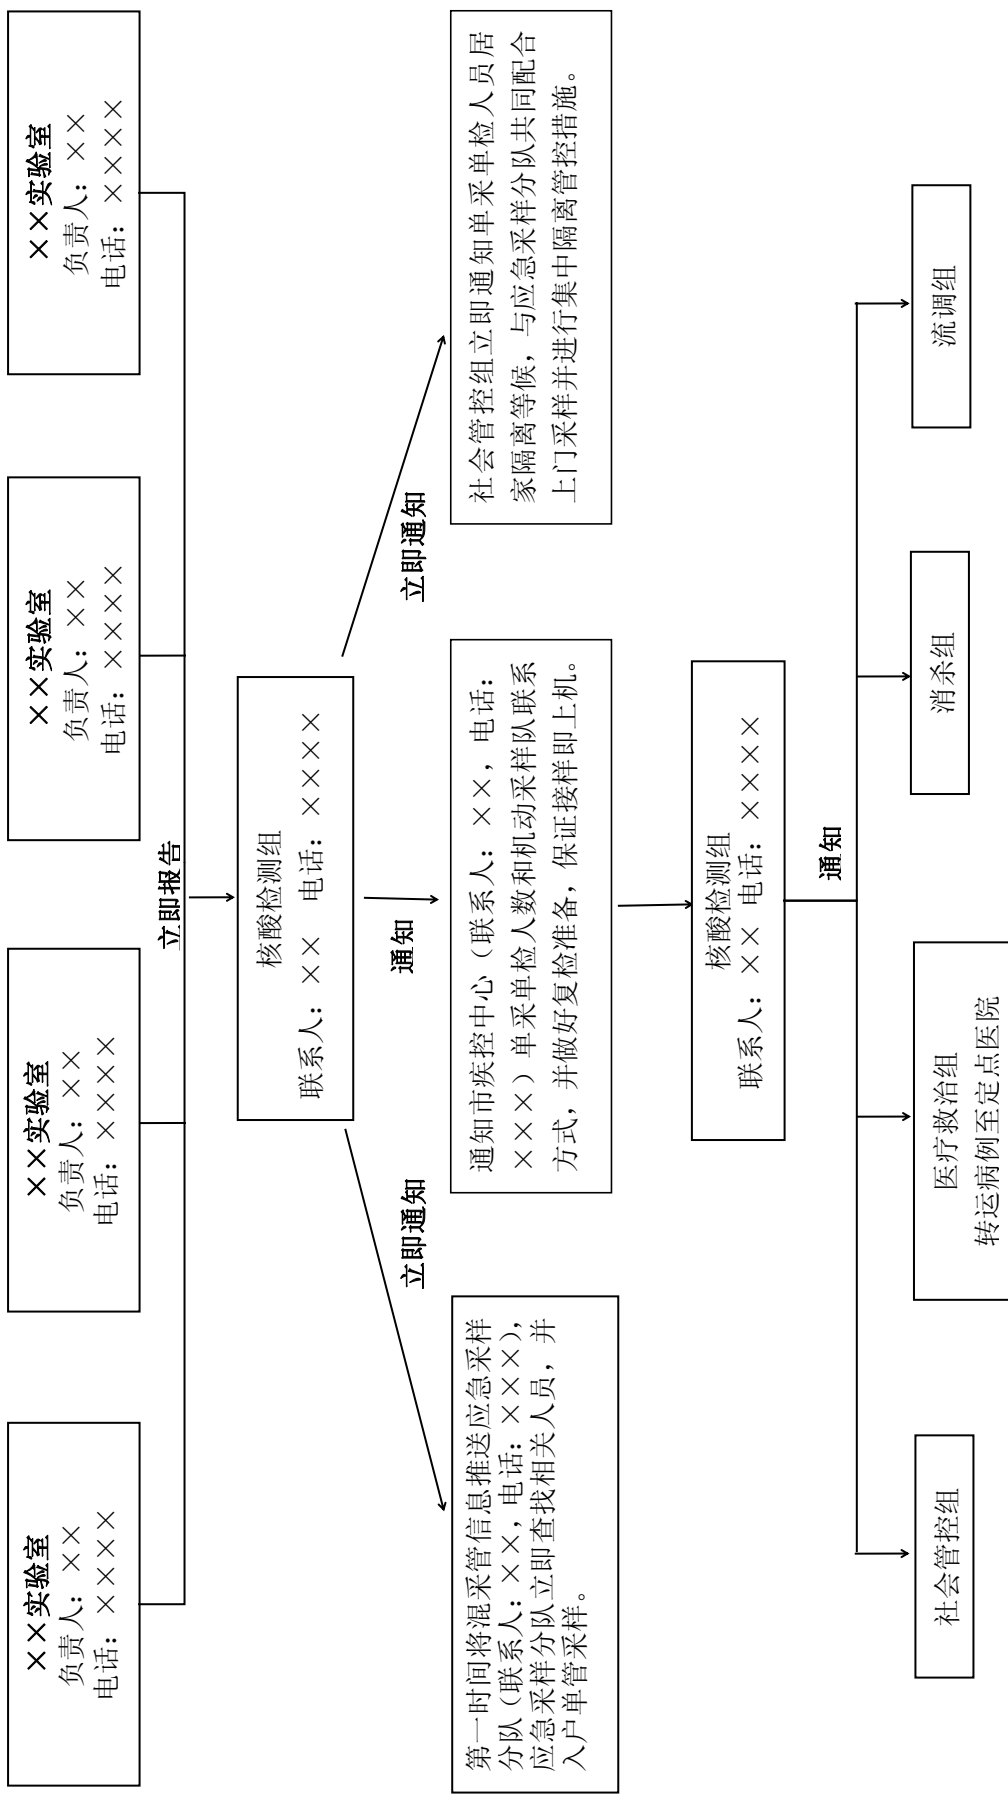 ××实验室
负责人：××
电话：××××
××实验室
负责人：××
电话：××××
××实验室
负责人：××
电话：××××
××实验室
负责人：××
电话：××××
立即报告
核酸检测组
联系人：×× 电话：××××
立即通知
通知
立即通知
第一时间将混采管信息推送应急采样
分队（联系人：××，电话：×××），
应急采样分队立即查找相关人员，并
入户单管采样。
通知市疾控中心（联系人：××，电话：
×××）单采单检人数和机动采样队联系
方式，并做好复检准备，保证接样即上机。
社会管控组立即通知单采单检人员居
家隔离等候，与应急采样分队共同配合
上门采样并进行集中隔离管控措施。
核酸检测组
联系人：×× 电话：××××
通知
社会管控组
医疗救治组
转运病例至定点医院
消杀组
流调组